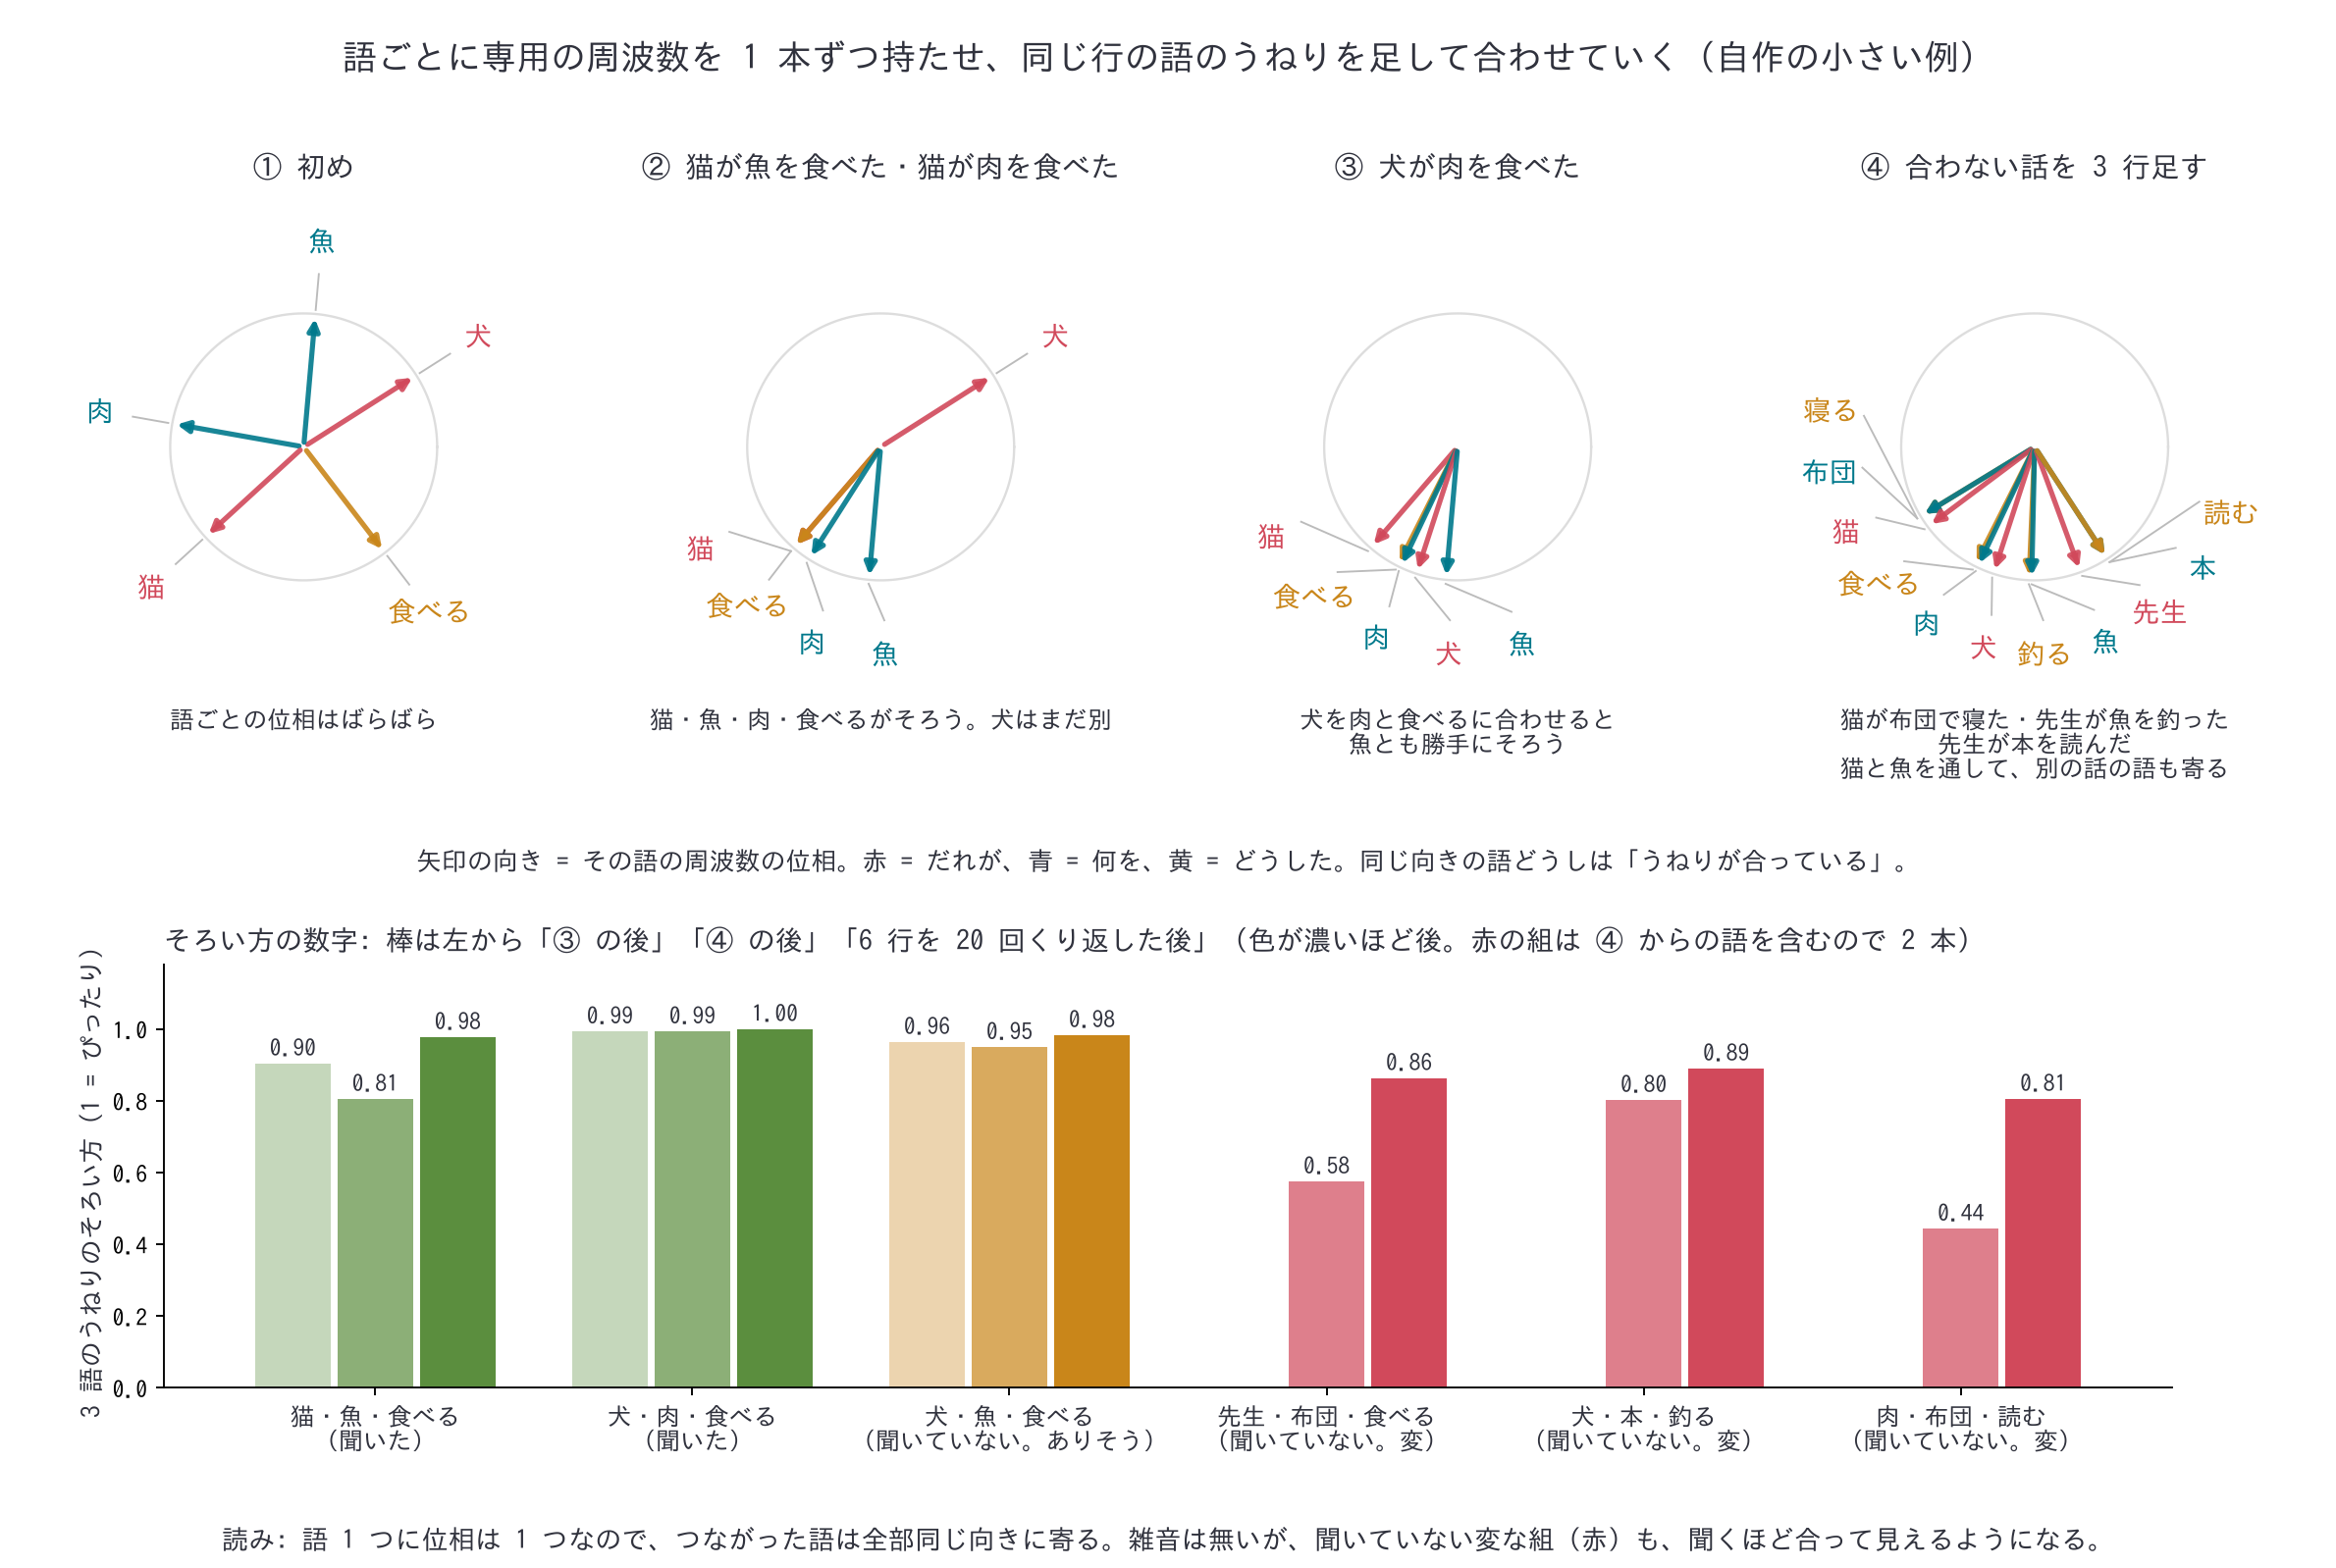 語ごとに専用の周波数を 1 本ずつ持たせ、同じ行の語のうねりを足して合わせていく（自作の小さい例）
① 初め
② 猫が魚を食べた・猫が肉を食べた
③ 犬が肉を食べた
④ 合わない話を 3 行足す
魚
犬
肉
猫
食べる
犬
猫
食べる
肉
魚
猫
食べる
肉
犬
魚
寝る
布団
猫
食べる
肉
犬
釣る
魚
先生
本
読む
語ごとの位相はばらばら
猫・魚・肉・食べるがそろう。犬はまだ別
犬を肉と食べるに合わせると
魚とも勝手にそろう
猫が布団で寝た・先生が魚を釣った
先生が本を読んだ
猫と魚を通して、別の話の語も寄る
矢印の向き = その語の周波数の位相。赤 = だれが、青 = 何を、黄 = どうした。同じ向きの語どうしは「うねりが合っている」。
そろい方の数字: 棒は左から「③ の後」「④ の後」「6 行を 20 回くり返した後」（色が濃いほど後。赤の組は ④ からの語を含むので 2 本）
3 語のうねりのそろい方（1 = ぴったり）
1.0
0.8
0.6
0.4
0.2
0.0
0.90
0.81
0.98
0.99
0.99
1.00
0.96
0.95
0.98
0.58
0.86
0.80
0.89
0.44
0.81
猫・魚・食べる
（聞いた）
犬・肉・食べる
（聞いた）
犬・魚・食べる
（聞いていない。ありそう）
先生・布団・食べる
（聞いていない。変）
犬・本・釣る
（聞いていない。変）
肉・布団・読む
（聞いていない。変）
読み: 語 1 つに位相は 1 つなので、つながった語は全部同じ向きに寄る。雑音は無いが、聞いていない変な組（赤）も、聞くほど合って見えるようになる。